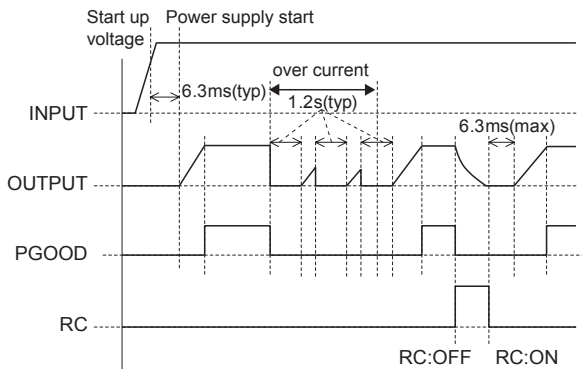 Start up voltage
Power supply start
6.3ms(typ)
over current
1.2s(typ)
INPUT
6.3ms(max)
OUTPUT
PGOOD
RC
RC:OFF
RC:ON